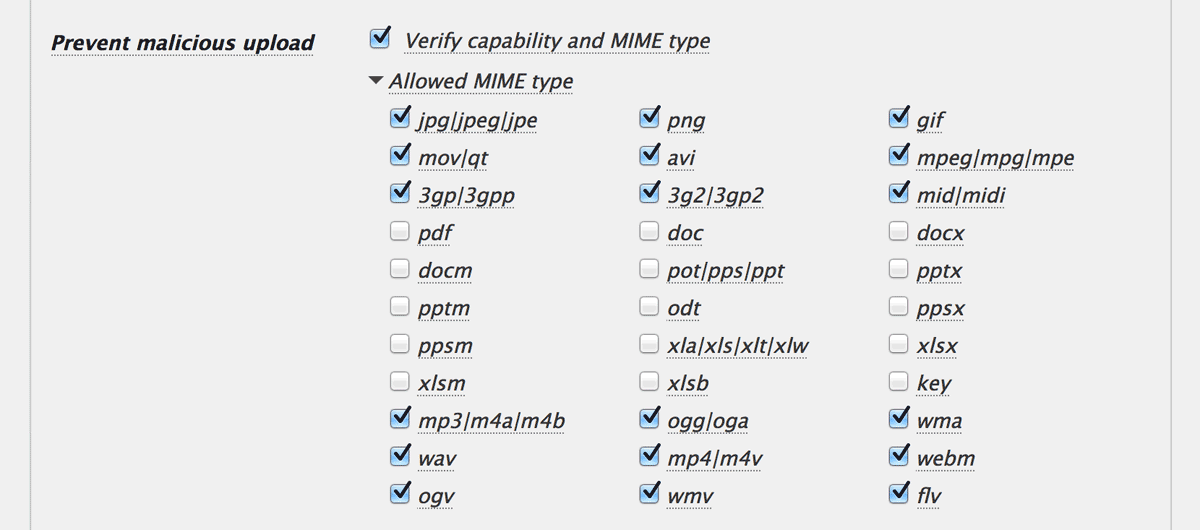 Prevent malicious upload Verify capability and MIME type
Allowed MIME type
jpg|jpeg|jpe png gif
mov|qt avi mpeg|mpg|mpe
3gp|3gpp 3g2|3gp2 mid|midi
pdf doc docx
docm pot|pps|ppt pptx
pptm odt ppsx
ppsm xla|xls|xlt|xlw xlsx
xlsm xlsb key
mp3|m4a|m4b ogg|oga wma
wav mp4|m4v webm
ogv wmv flv